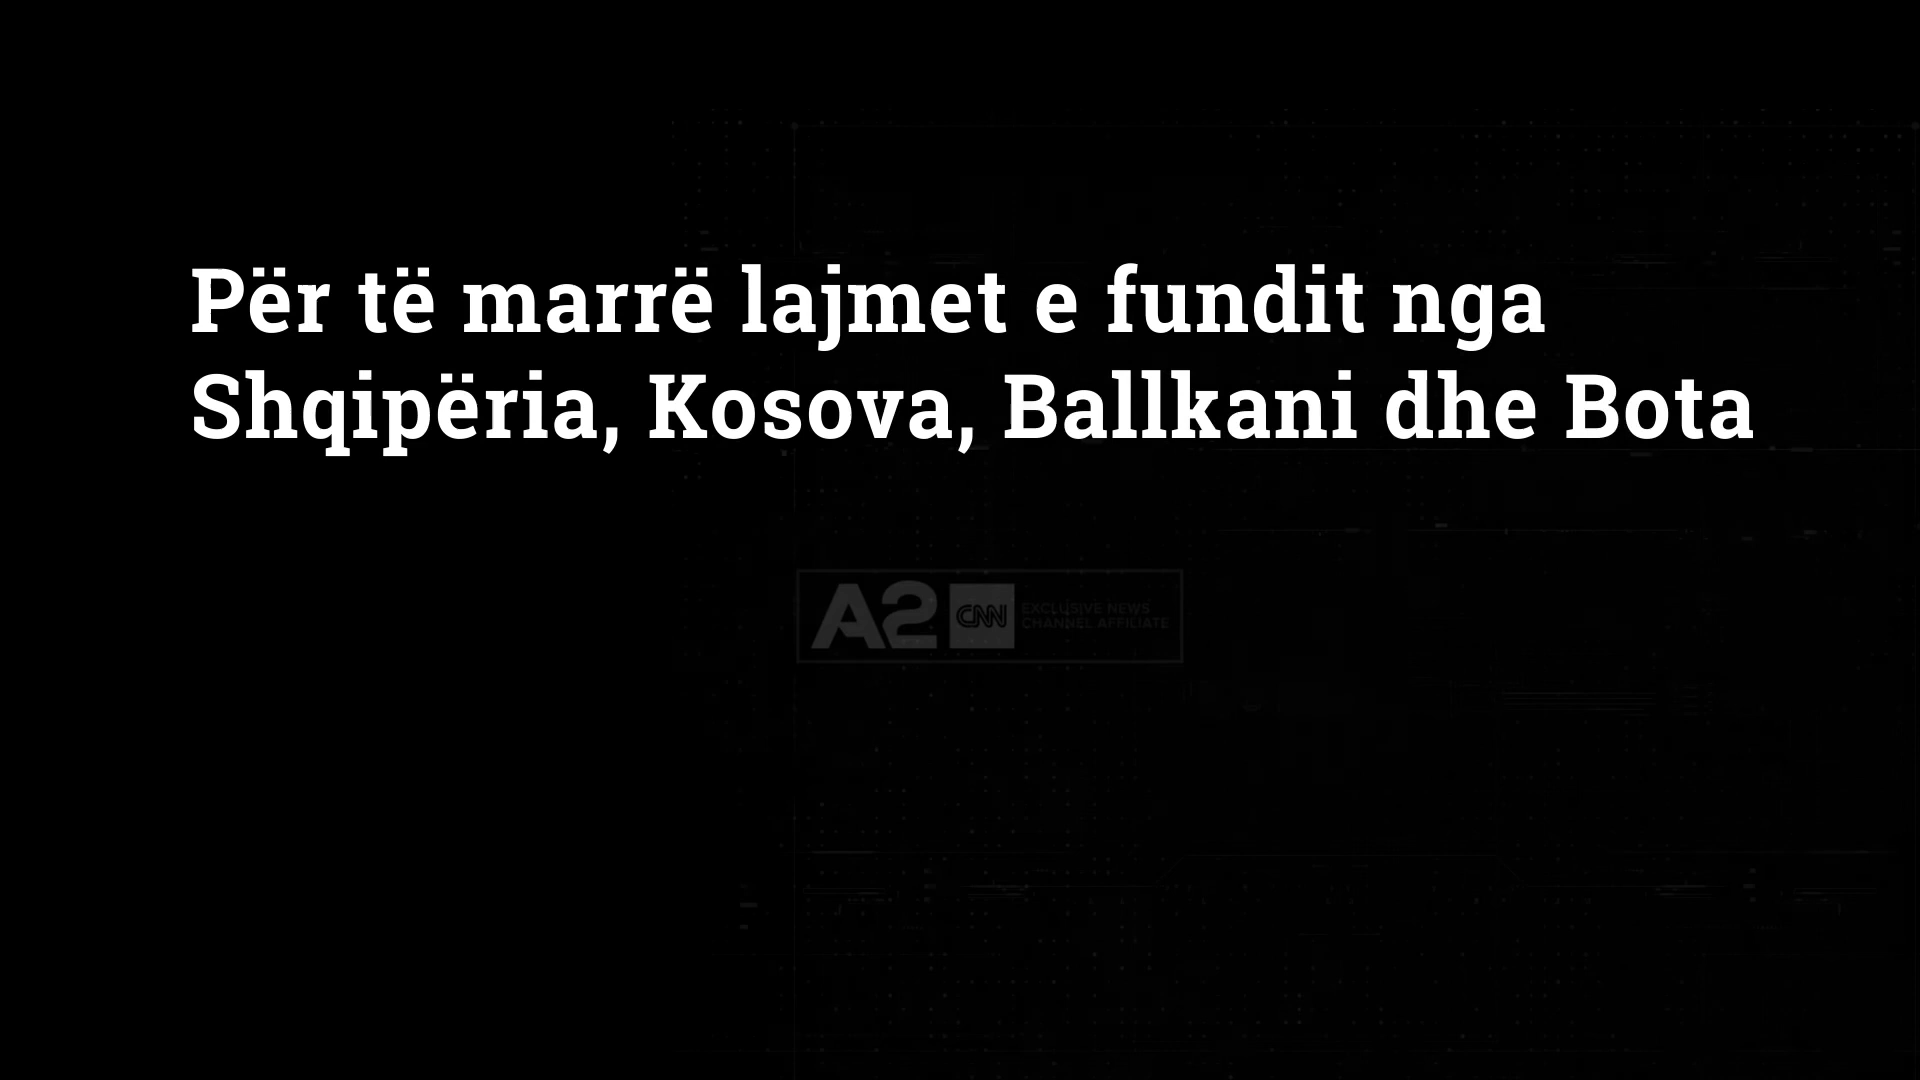 Për të marrë lajmet e fundit nga
Shqipëria, Kosova, Ballkani dhe Bota
A2 CNN EXCLUSIVE NEWS
CHANNEL AFFILIATE